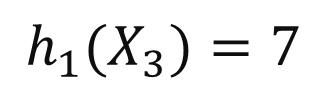 h₁(X₃) = 7